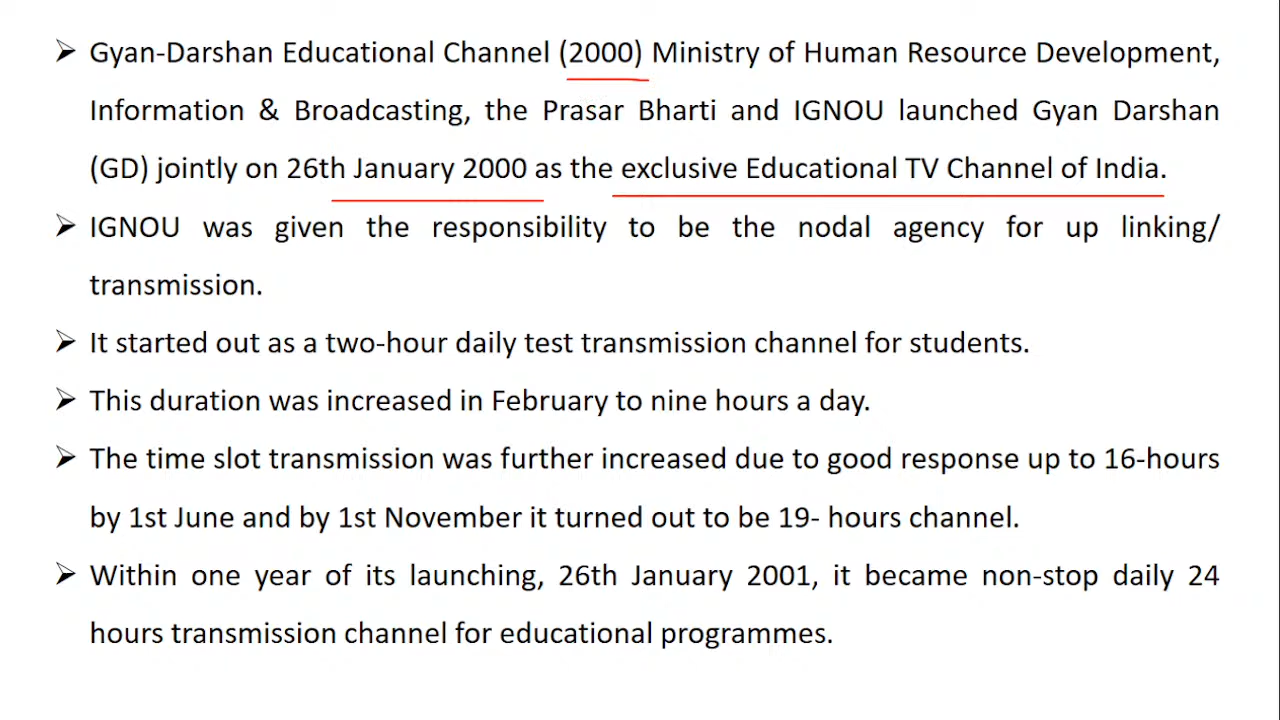 ➢ Gyan-Darshan Educational Channel (2000) Ministry of Human Resource Development,
Information & Broadcasting, the Prasar Bharti and IGNOU launched Gyan Darshan
(GD) jointly on 26th January 2000 as the exclusive Educational TV Channel of India.
➢ IGNOU was given the responsibility to be the nodal agency for up linking/
transmission.
➢ It started out as a two-hour daily test transmission channel for students.
➢ This duration was increased in February to nine hours a day.
➢ The time slot transmission was further increased due to good response up to 16-hours
by 1st June and by 1st November it turned out to be 19- hours channel.
➢ Within one year of its launching, 26th January 2001, it became non-stop daily 24
hours transmission channel for educational programmes.